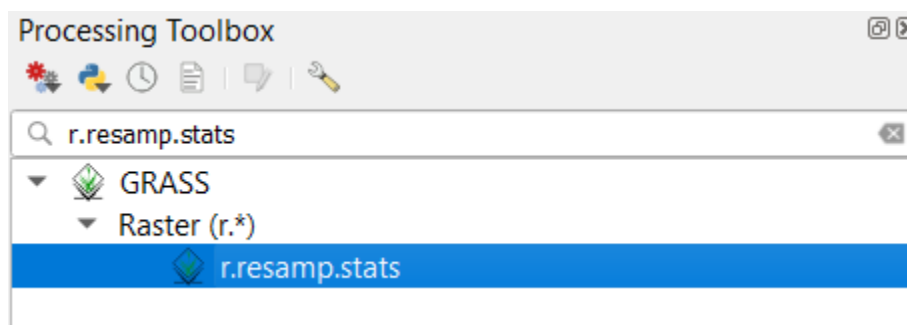 Processing Toolbox
r.resamp.stats
GRASS
Raster (r.*)
r.resamp.stats